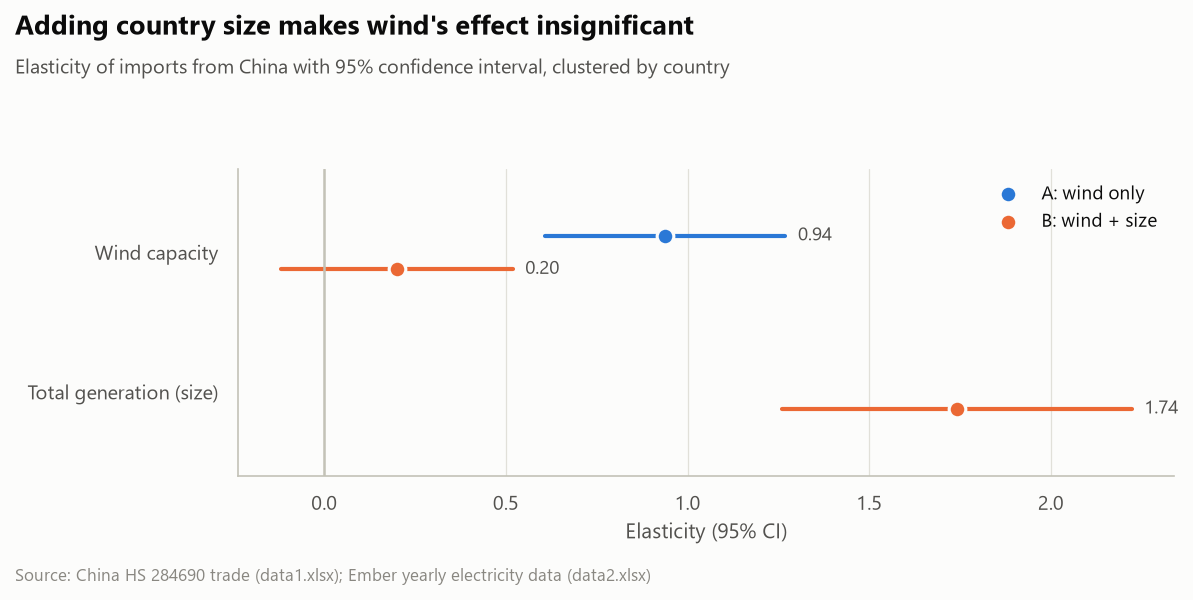 Adding country size makes wind's effect insignificant
Elasticity of imports from China with 95% confidence interval, clustered by country
A: wind only
B: wind + size
Wind capacity
0.94
0.20
Total generation (size)
1.74
0.0 0.5 1.0 1.5 2.0
Elasticity (95% CI)
Source: China HS 284690 trade (data1.xlsx); Ember yearly electricity data (data2.xlsx)